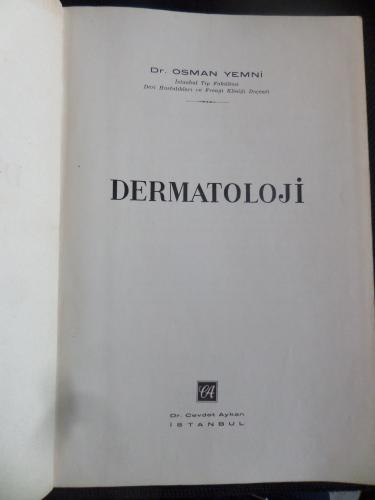 Dr. OSMAN YEMNİ
İstanbul Tıp Fakültesi
Deri Hastalıkları ve Frengi Kliniği Doçenti
DERMATOLOJİ
CA
Dr. Cevdet Aykan
İSTANBUL